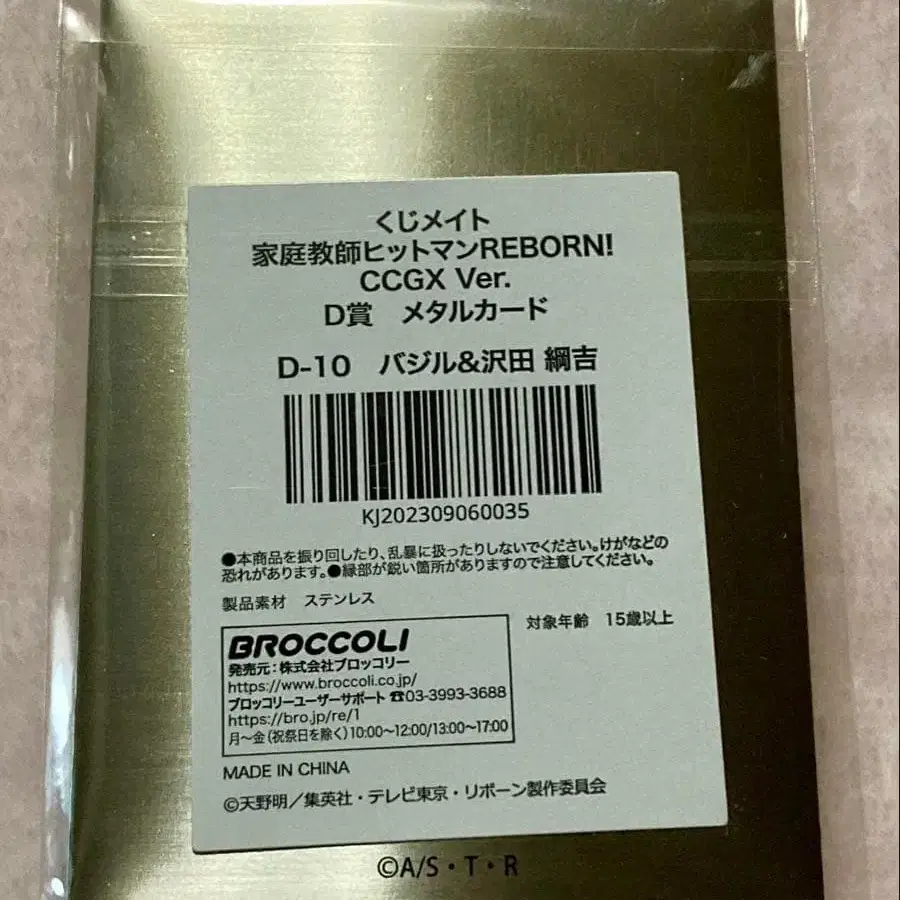 くじメイト
家庭教師ヒットマンREBORN!
CCGX Ver.
D賞　メタルカード
D-10　バジル&沢田 綱吉
KJ202309060035
●本商品を振り回したり、乱暴に扱ったりしないでください。けがなどの
恐れがあります。●縁部が鋭い箇所がありますので注意してください。
製品素材　ステンレス
対象年齢　15歳以上
BROCCOLI
発売元：株式会社ブロッコリー
https://www.broccoli.co.jp/
ブロッコリーユーザーサポート ☎03-3993-3688
https://bro.jp/re/1
月～金（祝祭日を除く）10:00～12:00/13:00～17:00
MADE IN CHINA
©天野明／集英社・テレビ東京・リボーン製作委員会
©A/S・T・R